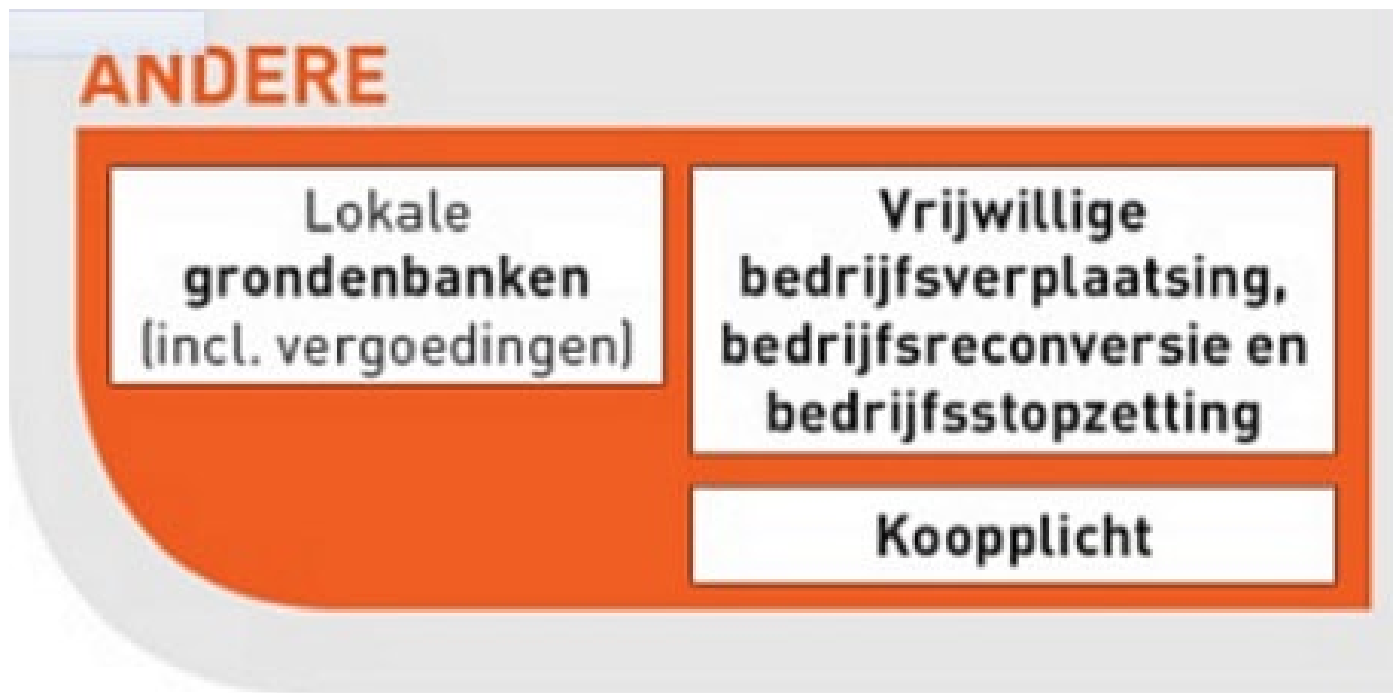 ANDERE
Lokale
grondenbanken
(incl. vergoedingen)
Vrijwillige
bedrijfsverplaatsing,
bedrijfsreconversie en
bedrijfsstopzetting
Koopplicht